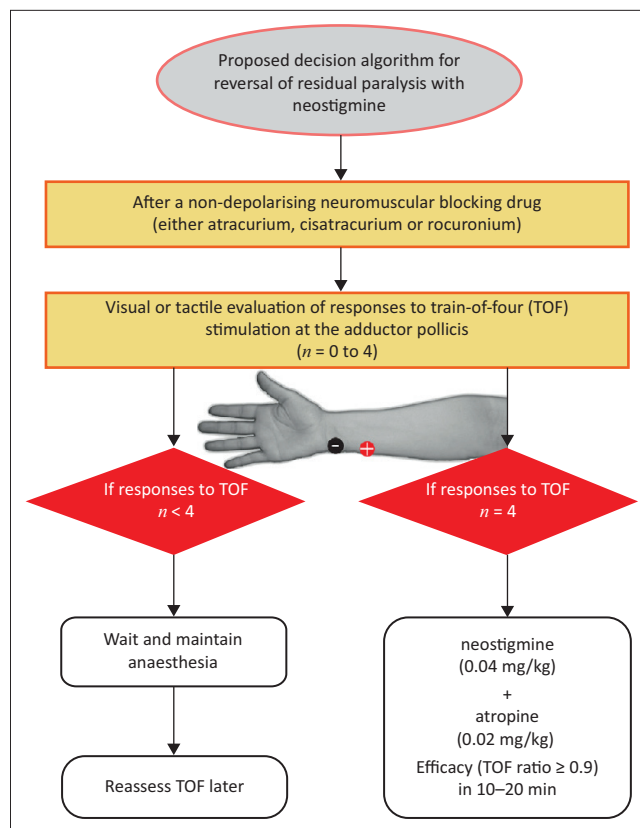 Proposed decision algorithm for
reversal of residual paralysis with
neostigmine
After a non-depolarising neuromuscular blocking drug
(either atracurium, cisatracurium or rocuronium)
Visual or tactile evaluation of responses to train-of-four (TOF)
stimulation at the adductor pollicis
(n = 0 to 4)
If responses to TOF
n < 4
If responses to TOF
n = 4
Wait and maintain
anaesthesia
Reassess TOF later
neostigmine
(0.04 mg/kg)
+
atropine
(0.02 mg/kg)
Efficacy (TOF ratio ≥ 0.9)
in 10–20 min